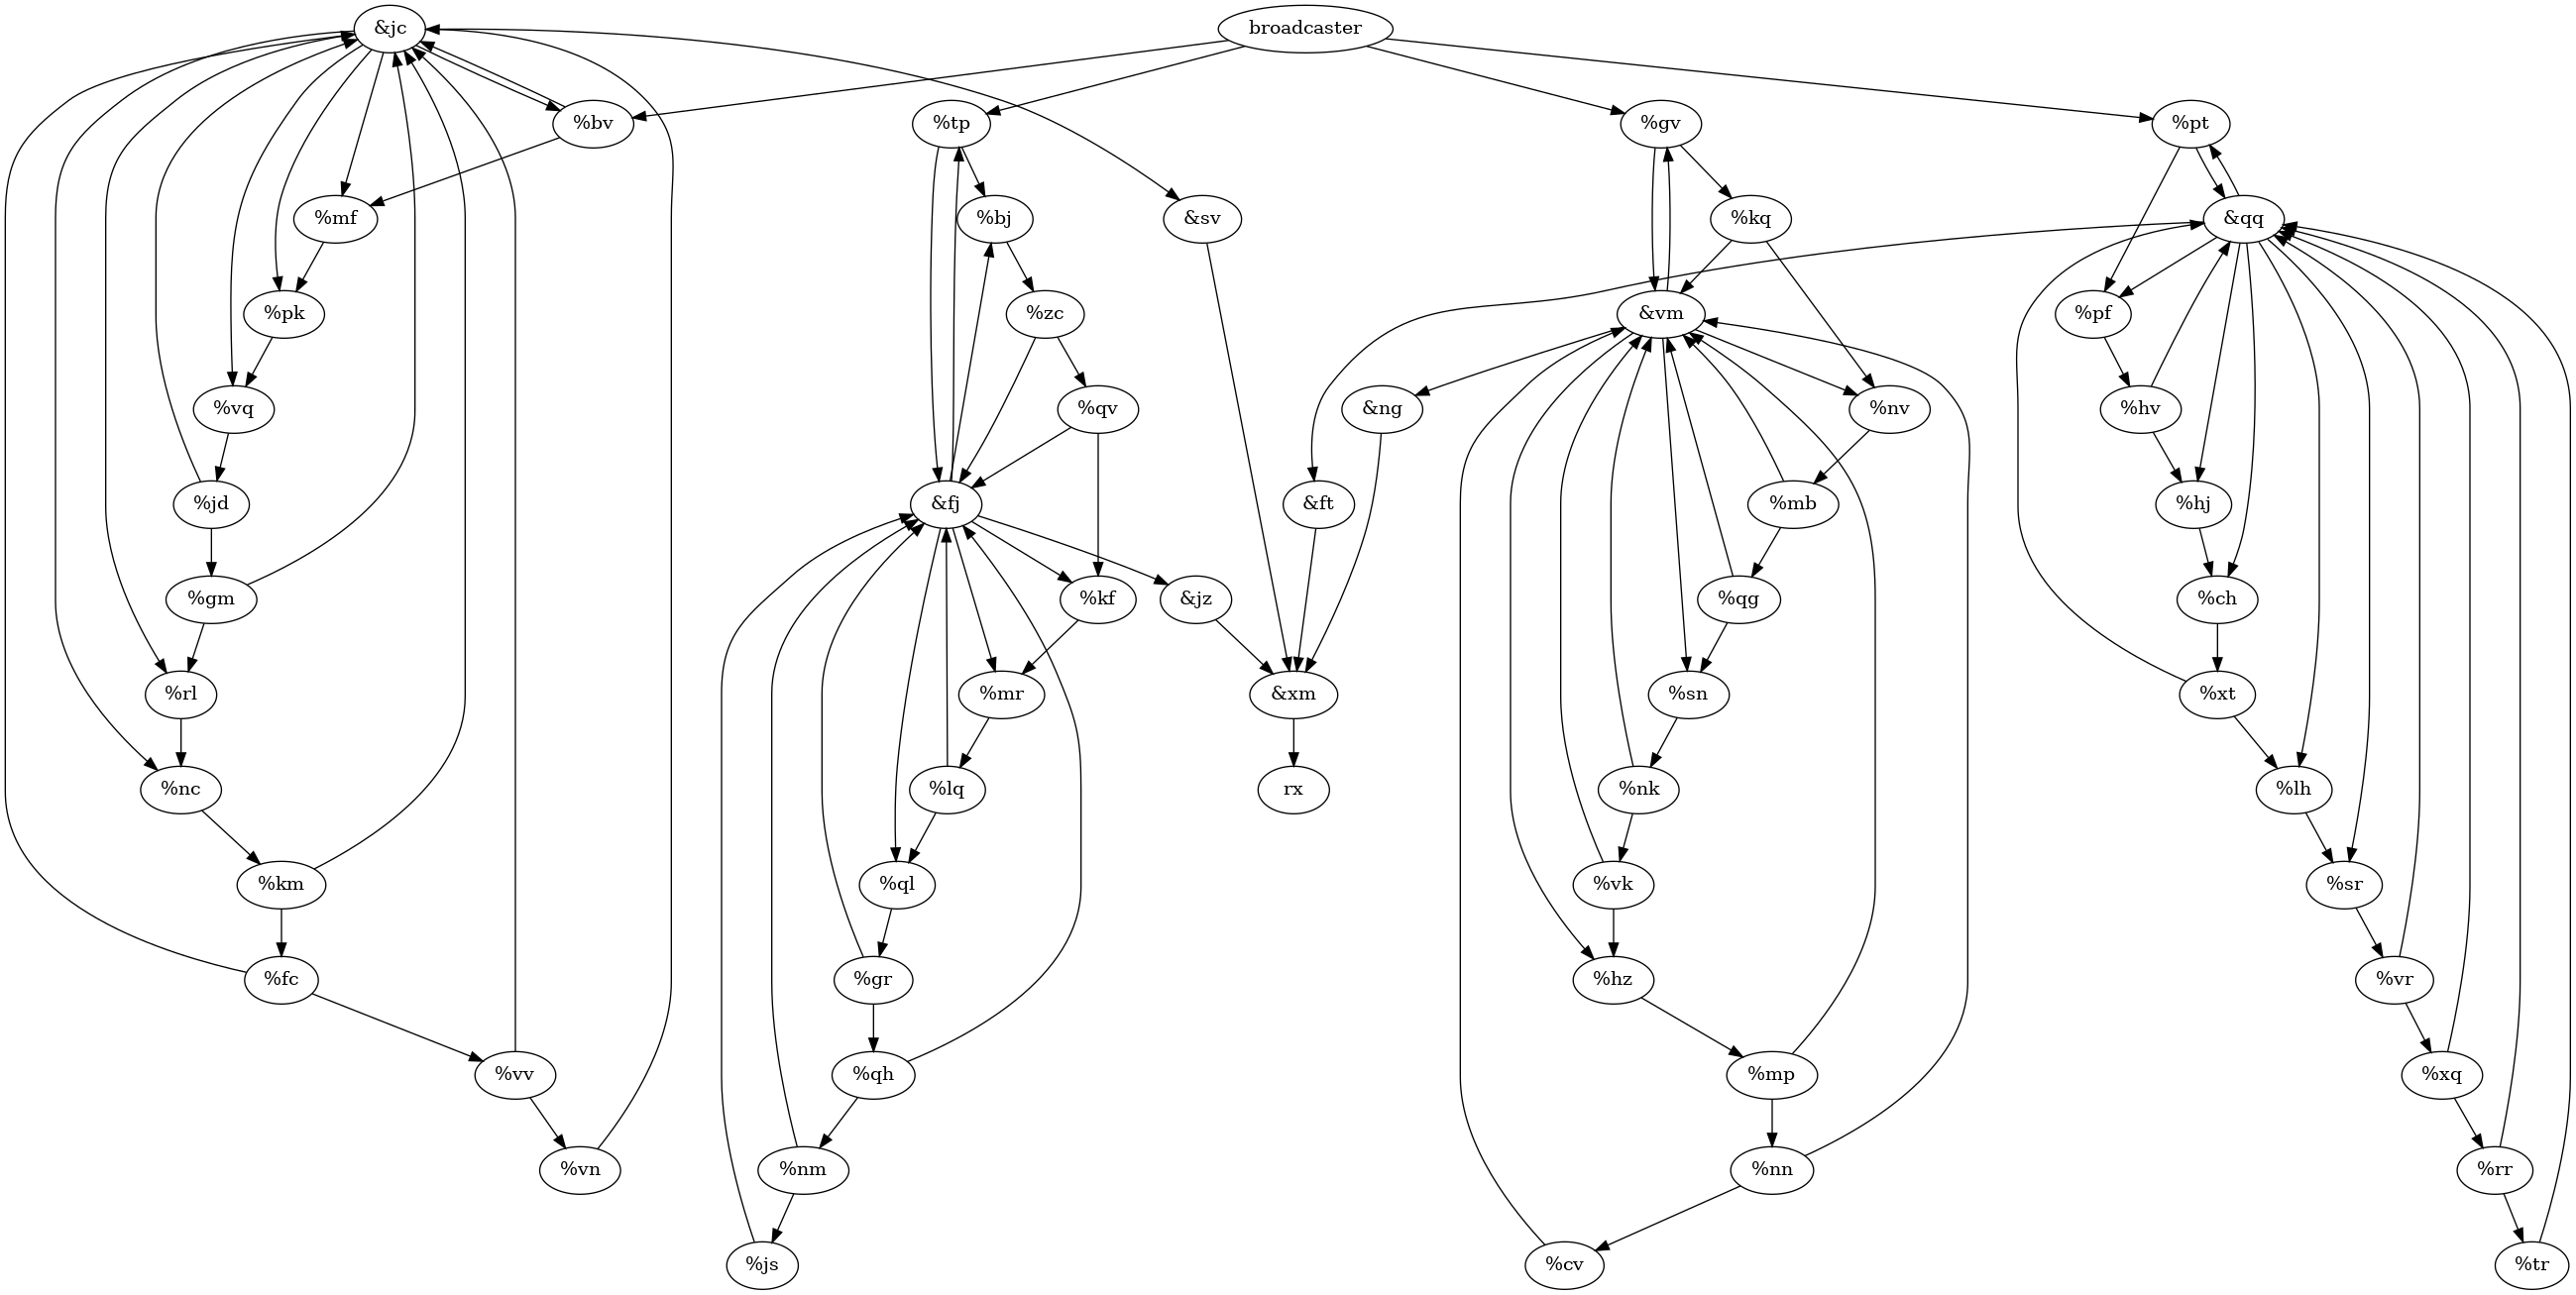 &jc
broadcaster
%bv
%tp
%gv
%pt
%mf
%bj
&sv
%kq
&qq
%pk
%zc
&vm
%pf
%vq
%qv
&ng
%nv
%hv
%jd
&fj
&ft
%mb
%hj
%gm
%kf
&jz
%qg
%ch
%rl
%mr
&xm
%sn
%xt
%nc
%lq
rx
%nk
%lh
%km
%ql
%vk
%sr
%fc
%gr
%hz
%vr
%vv
%qh
%mp
%xq
%vn
%nm
%nn
%rr
%js
%cv
%tr